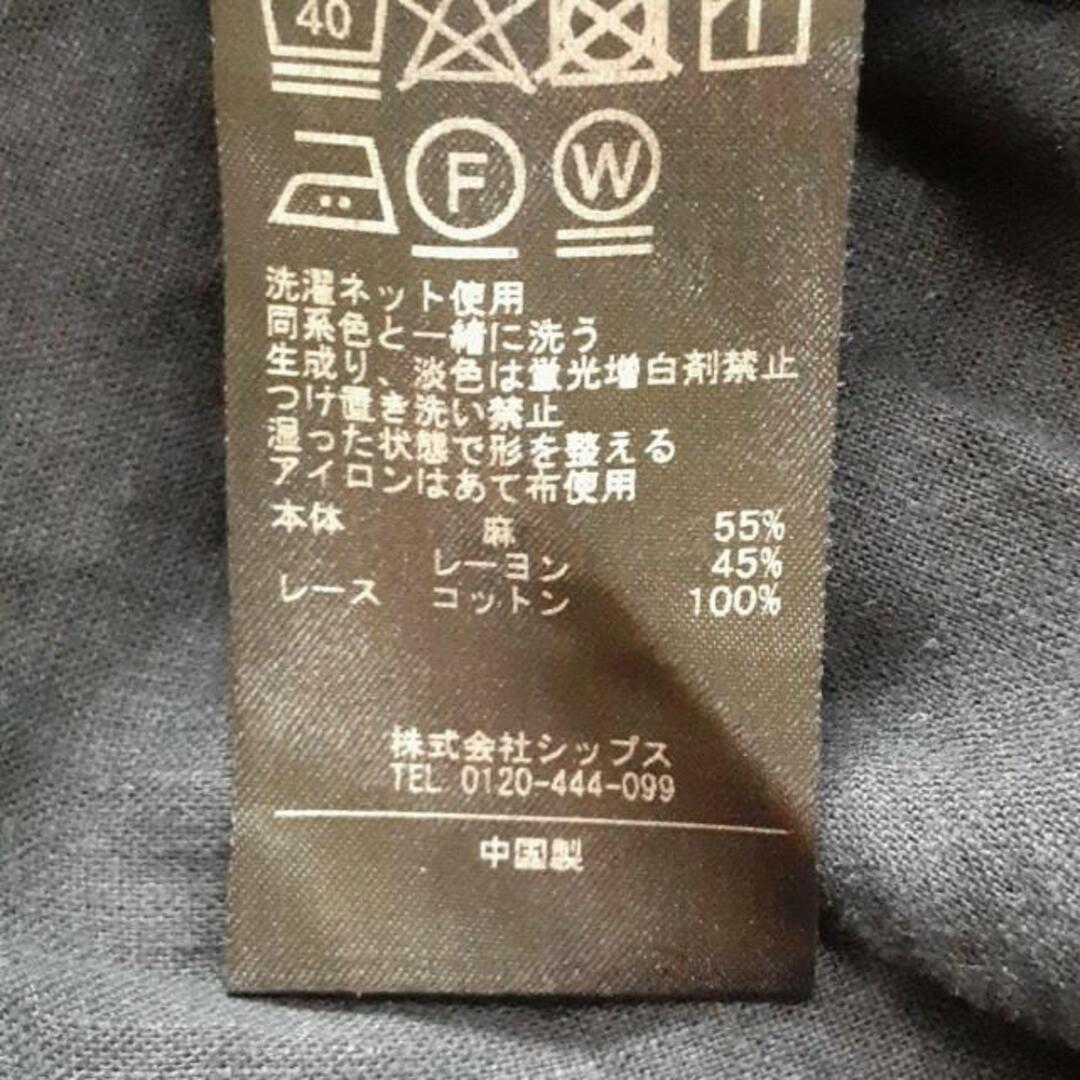 40
F W
洗濯ネット使用
同系色と一緒に洗う
生成り、淡色は蛍光増白剤禁止
つけ置き洗い禁止
湿った状態で形を整える
アイロンはあて布使用
本体 麻 55%
レーヨン 45%
レース コットン 100%
株式会社シップス
TEL. 0120-444-099
中国製